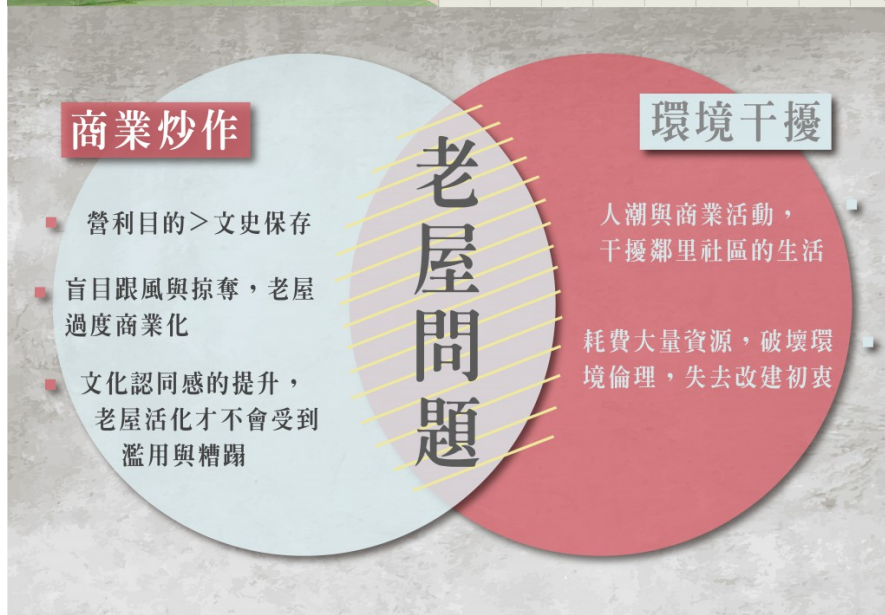 商業炒作
營利目的＞文史保存
盲目跟風與掠奪，老屋
過度商業化
文化認同感的提升，
老屋活化才不會受到
濫用與糟蹋
老屋問題
環境干擾
人潮與商業活動，
干擾鄰里社區的生活
耗費大量資源，破壞環
境倫理，失去改建初衷